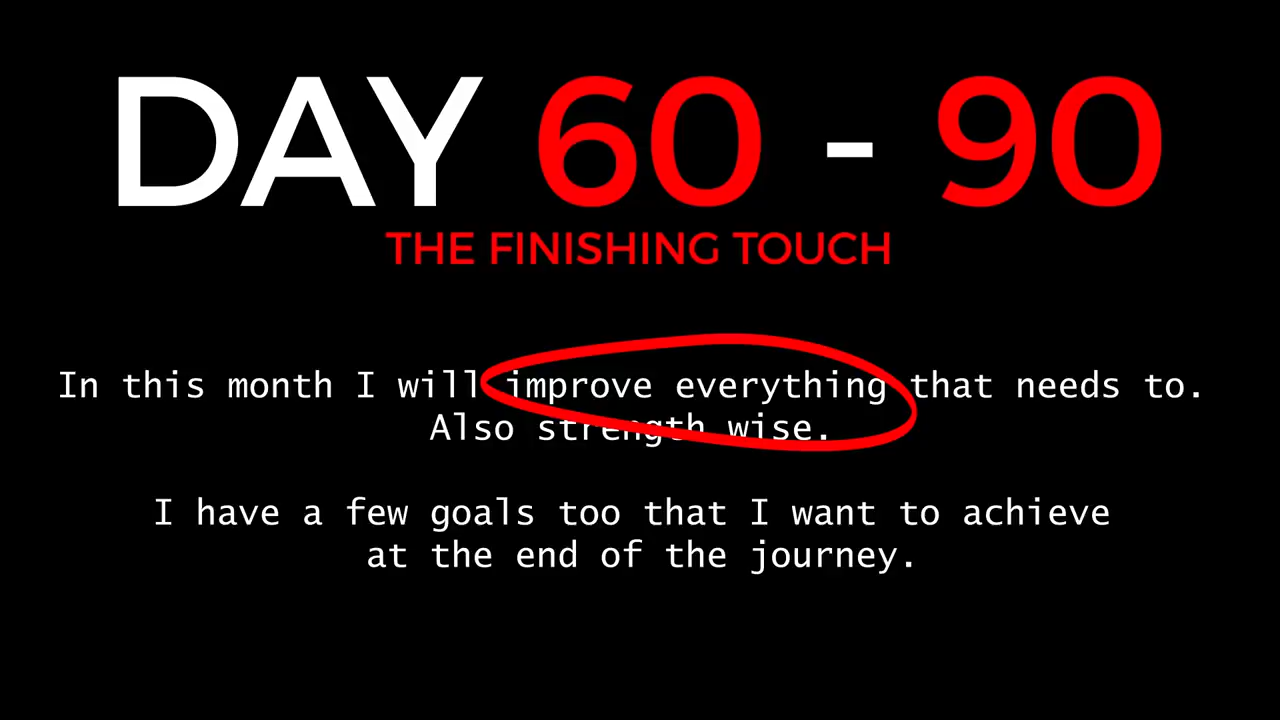 DAY 60 - 90
THE FINISHING TOUCH
In this month I will improve everything that needs to.
Also strength wise.
I have a few goals too that I want to achieve
at the end of the journey.